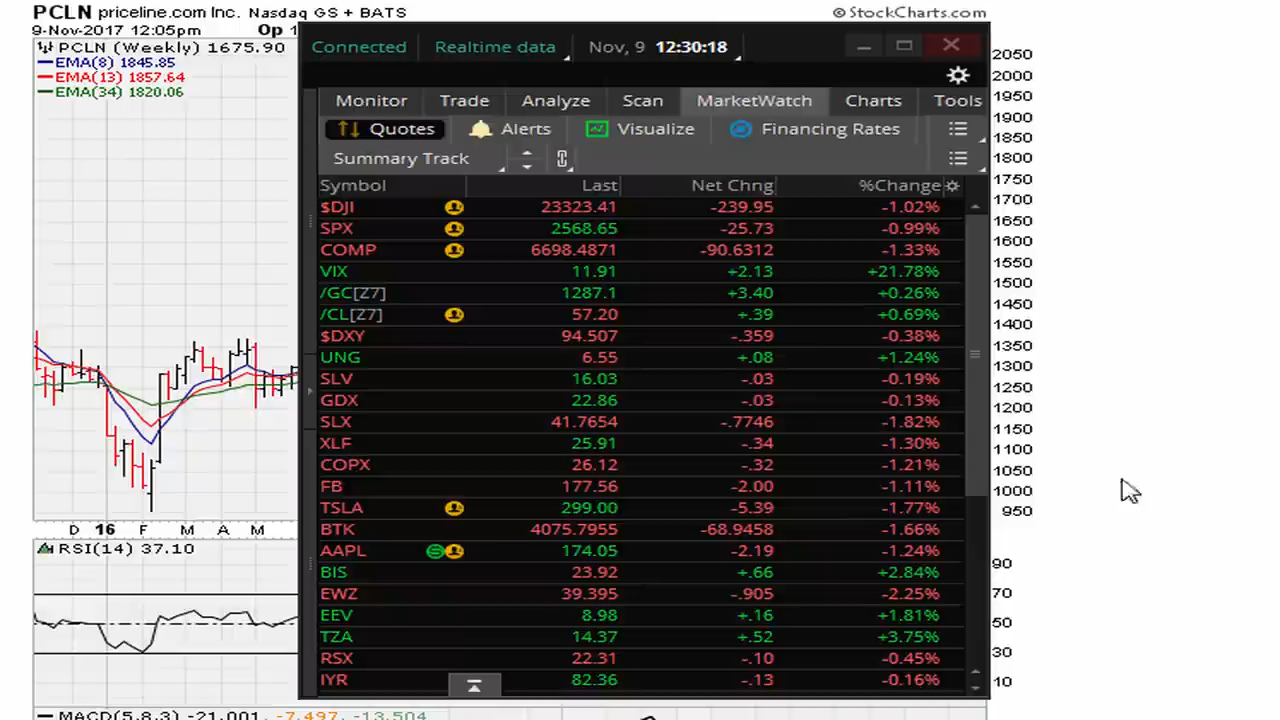 PCLN priceline.com Inc. Nasdaq GS + BATS
© StockCharts.com
9-Nov-2017 12:05pm Op 1
PCLN (Weekly) 1675.90
EMA(8) 1845.85
EMA(13) 1857.64
EMA(34) 1820.06
Connected Realtime data Nov, 9 12:30:18
Monitor Trade Analyze Scan MarketWatch Charts Tools
Quotes Alerts Visualize Financing Rates
Summary Track
Symbol Last Net Chng %Change
$DJI 23323.41 -239.95 -1.02%
SPX 2568.65 -25.73 -0.99%
COMP 6698.4871 -90.6312 -1.33%
VIX 11.91 +2.13 +21.78%
/GC[Z7] 1287.1 +3.40 +0.26%
/CL[Z7] 57.20 +.39 +0.69%
$DXY 94.507 -.359 -0.38%
UNG 6.55 +.08 +1.24%
SLV 16.03 -.03 -0.19%
GDX 22.86 -.03 -0.13%
SLX 41.7654 -.7746 -1.82%
XLF 25.91 -.34 -1.30%
COPX 26.12 -.32 -1.21%
FB 177.56 -2.00 -1.11%
TSLA 299.00 -5.39 -1.77%
BTK 4075.7955 -68.9458 -1.66%
AAPL 174.05 -2.19 -1.24%
BIS 23.92 +.66 +2.84%
EWZ 39.395 -.905 -2.25%
EEV 8.98 +.16 +1.81%
TZA 14.37 +.52 +3.75%
RSX 22.31 -.10 -0.45%
IYR 82.36 -.13 -0.16%
2050
2000
1950
1900
1850
1800
1750
1700
1650
1600
1550
1500
1450
1400
1350
1300
1250
1200
1150
1100
1050
1000
950
D 16 F M A M
RSI(14) 37.10
90
70
50
30
10
MACD(5,8,3) -21.001, -7.497, -13.504